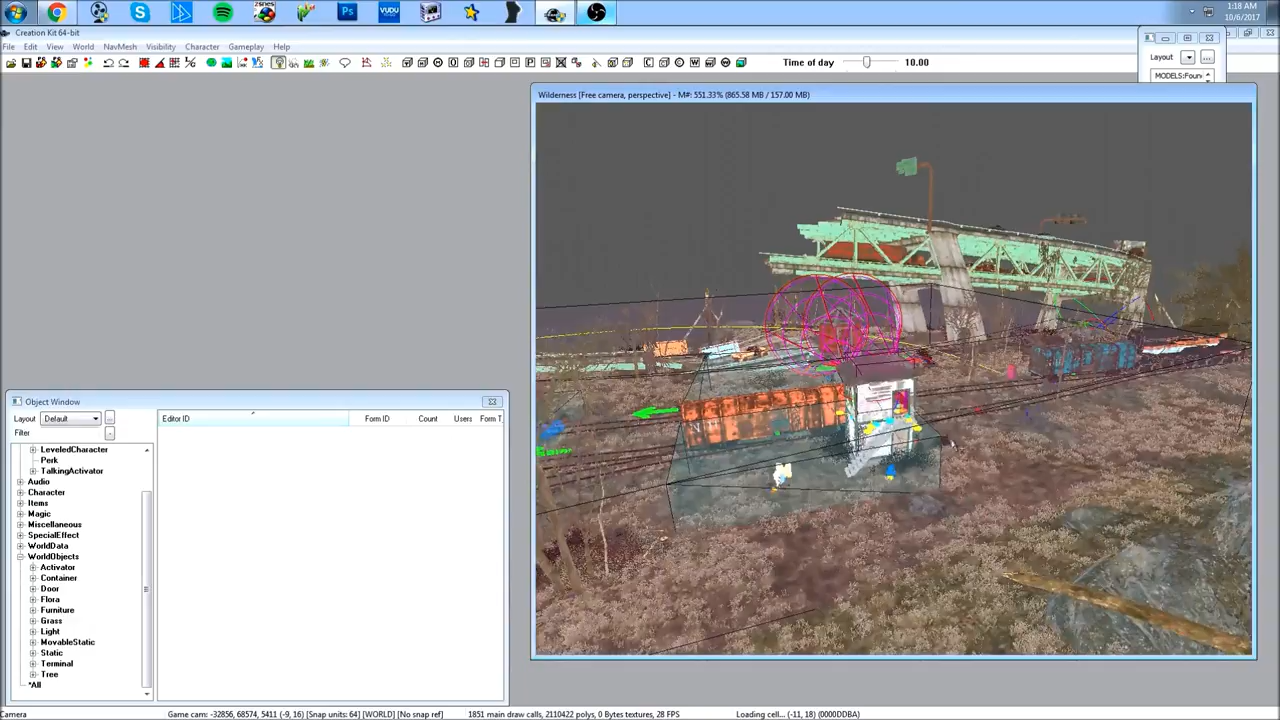 zsnes
VUDU
1:18 AM
10/6/2017
Creation Kit 64-bit
File Edit View World NavMesh Visibility Character Gameplay Help
Time of day 10.00
Layout
MODELS:Foun
Wilderness [Free camera, perspective] - M#: 551.33% (865.58 MB / 157.00 MB)
Object Window
Layout Default
Filter
Editor ID Form ID Count Users Form T
LeveledCharacter
Perk
TalkingActivator
Audio
Character
Items
Magic
Miscellaneous
SpecialEffect
WorldData
WorldObjects
Activator
Container
Door
Flora
Furniture
Grass
Light
MovableStatic
Static
Terminal
Tree
*All
Camera Game cam: -32856, 68574, 5411 (-9, 16) [Snap units: 64] [WORLD] [No snap ref] 1851 main draw calls, 2110422 polys, 0 Bytes textures, 28 FPS Loading cell... (-11, 18) (0000DDBA)